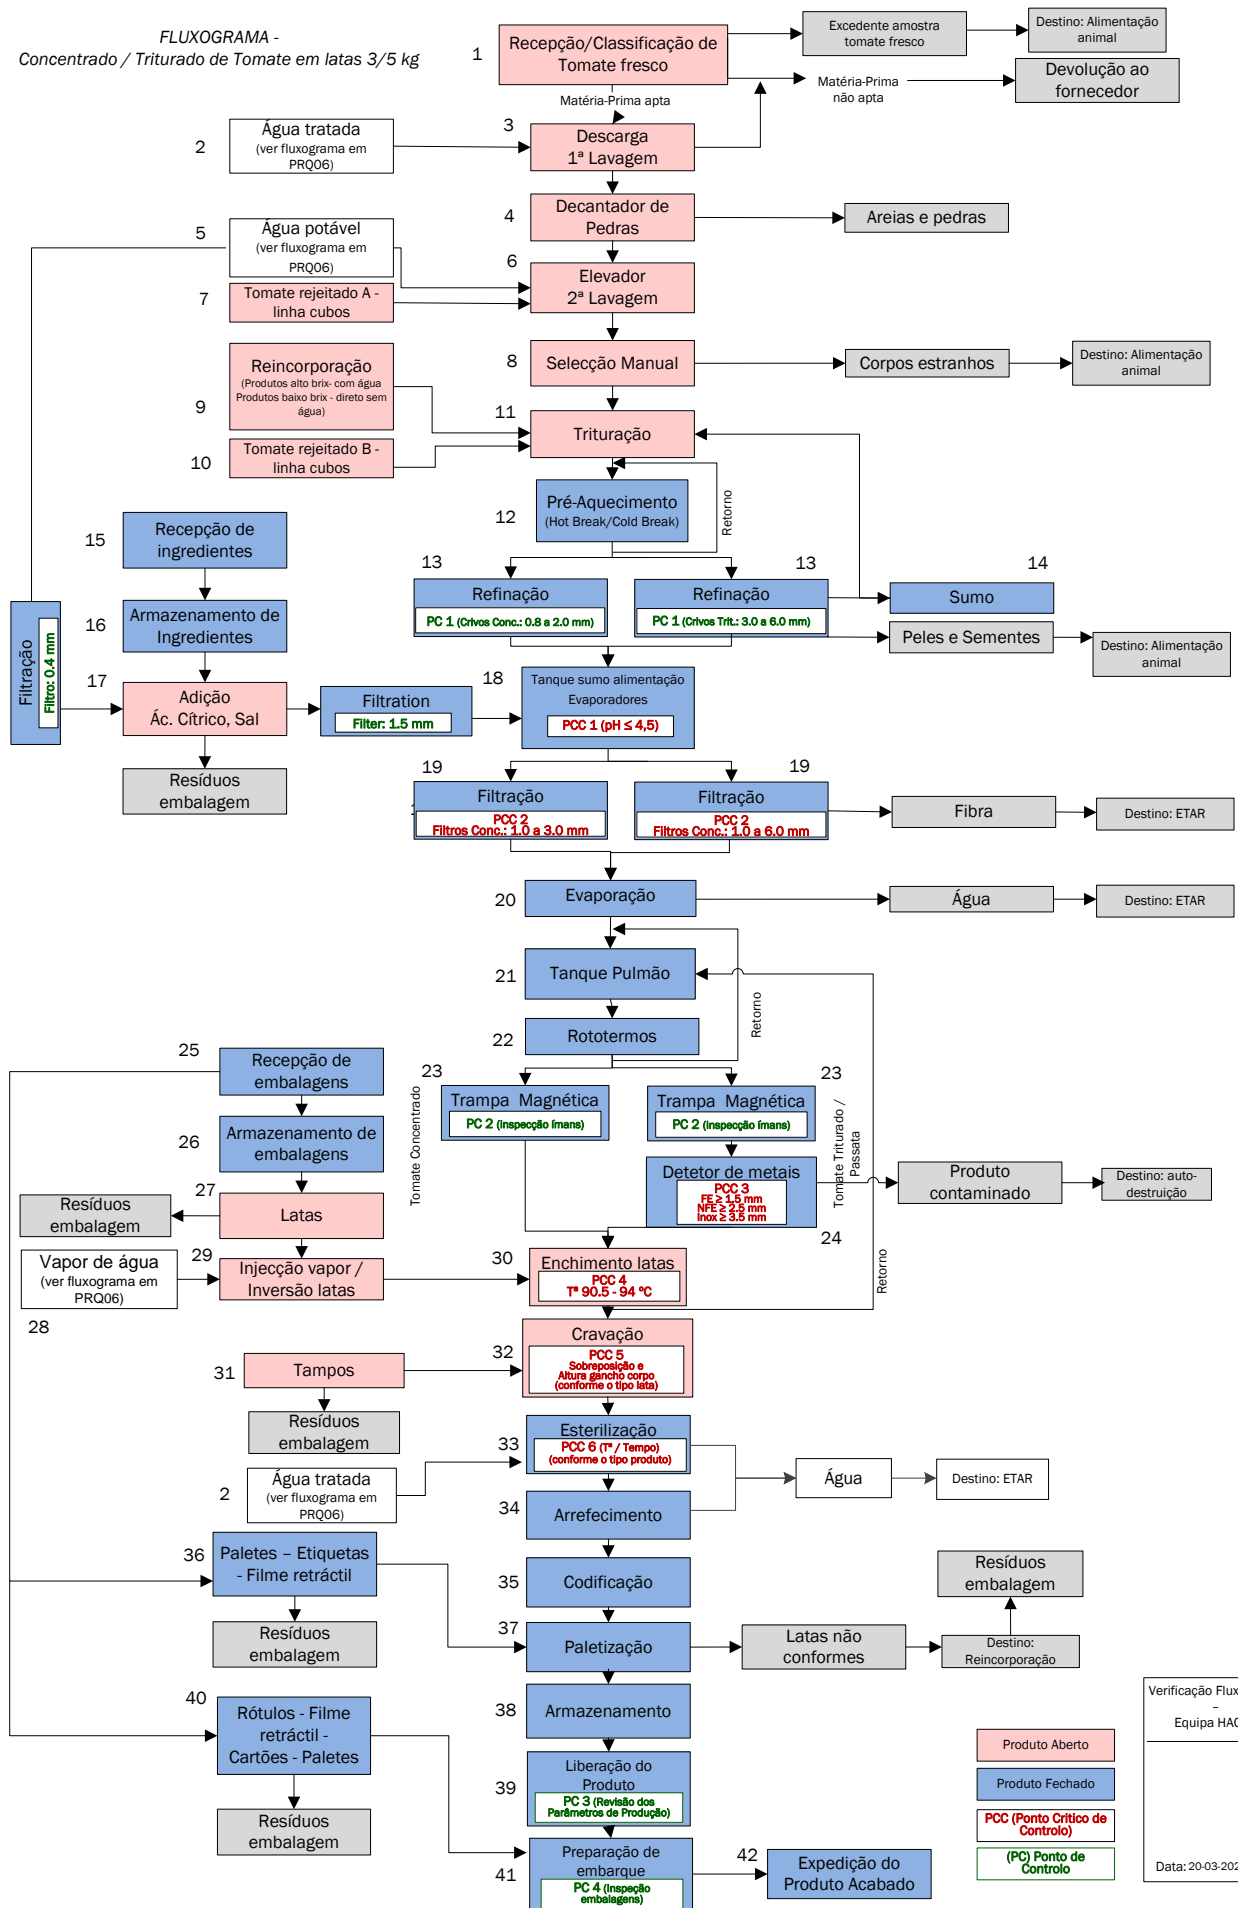 FLUXOGRAMA -
Concentrado / Triturado de Tomate em latas 3/5 kg
1
Recepção/Classificação de
Tomate fresco
Excedente amostra
tomate fresco
Destino: Alimentação
animal
Matéria-Prima apta
Matéria-Prima
não apta
Devolução ao
fornecedor
2
Água tratada
(ver fluxograma em
PRQ06)
3
Descarga
1ª Lavagem
4
Decantador de
Pedras
Areias e pedras
5
Água potável
(ver fluxograma em
PRQ06)
6
Elevador
2ª Lavagem
7
Tomate rejeitado A -
linha cubos
8
Selecção Manual
Corpos estranhos
Destino: Alimentação
animal
9
Reincorporação
(Produtos alto brix- com água
Produtos baixo brix - direto sem
água)
11
Trituração
10
Tomate rejeitado B -
linha cubos
12
Pré-Aquecimento
(Hot Break/Cold Break)
Retorno
15
Recepção de
ingredientes
13
Refinação
PC 1 (Crivos Conc.: 0.8 a 2.0 mm)
13
Refinação
PC 1 (Crivos Trit.: 3.0 a 6.0 mm)
14
Sumo
Peles e Sementes
Destino: Alimentação
animal
16
Armazenamento de
Ingredientes
Filtração
Filtro: 0.4 mm
17
Adição
Ác. Cítrico, Sal
Filtration
Filter: 1.5 mm
18
Tanque sumo alimentação
Evaporadores
PCC 1 (pH ≤ 4,5)
Resíduos
embalagem
19
Filtração
PCC 2
Filtros Conc.: 1.0 a 3.0 mm
19
Filtração
PCC 2
Filtros Conc.: 1.0 a 6.0 mm
Fibra
Destino: ETAR
20
Evaporação
Água
Destino: ETAR
21
Tanque Pulmão
22
Rototermos
Retorno
25
Recepção de
embalagens
23
Trampa Magnética
PC 2 (inspecção ímans)
23
Trampa Magnética
PC 2 (inspecção ímans)
Tomate Concentrado
Tomate Triturado /
Passata
26
Armazenamento de
embalagens
Detetor de metais
PCC 3
FE ≥ 1.5 mm
NFE ≥ 2.5 mm
Inox ≥ 3.5 mm
24
Produto
contaminado
Destino: auto-
destruição
Resíduos
embalagem
27
Latas
Vapor de água
(ver fluxograma em
PRQ06)
28
29
Injecção vapor /
Inversão latas
30
Enchimento latas
PCC 4
Tª 90.5 - 94 ºC
Retorno
31
Tampos
32
Cravação
PCC 5
Sobreposição e
Altura gancho corpo
(conforme o tipo lata)
Resíduos
embalagem
33
Esterilização
PCC 6 (Tª / Tempo)
(conforme o tipo produto)
2
Água tratada
(ver fluxograma em
PRQ06)
Água
Destino: ETAR
34
Arrefecimento
36
Paletes – Etiquetas
- Filme retráctil
35
Codificação
Resíduos
embalagem
Resíduos
embalagem
37
Paletização
Latas não
conformes
Destino:
Reincorporação
40
Rótulos - Filme
retráctil -
Cartões - Paletes
38
Armazenamento
39
Liberação do
Produto
PC 3 (Revisão dos
Parâmetros de Produção)
Resíduos
embalagem
41
Preparação de
embarque
PC 4 (Inspeção
embalagens)
42
Expedição do
Produto Acabado
Produto Aberto
Produto Fechado
PCC (Ponto Critico de
Controlo)
(PC) Ponto de
Controlo
Verificação Flux
–
Equipa HAC
Data: 20-03-202